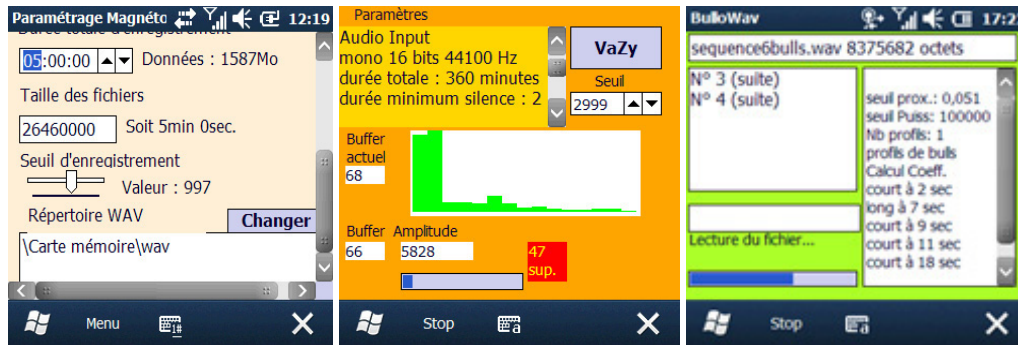 Paramétrage Magnéto 12:19
Durée totale d'enregistrement
05:00:00 Données : 1587Mo
Taille des fichiers
26460000 Soit 5min 0sec.
Seuil d'enregistrement
Valeur : 997
Répertoire WAV
Changer
\Carte mémoire\wav
Menu
Paramètres
Audio Input
mono 16 bits 44100 Hz
durée totale : 360 minutes
durée minimum silence : 2
VaZy
Seuil
2999
Buffer
actuel
68
Buffer Amplitude
66 5828
47
sup.
Stop
BulloWav 17:2
sequence6bulls.wav 8375682 octets
N° 3 (suite)
N° 4 (suite)
Lecture du fichier...
seuil prox.: 0,051
seuil Puiss: 100000
Nb profils: 1
profils de bulls
Calcul Coeff.
court à 2 sec
long à 7 sec
court à 9 sec
court à 11 sec
court à 18 sec
Stop